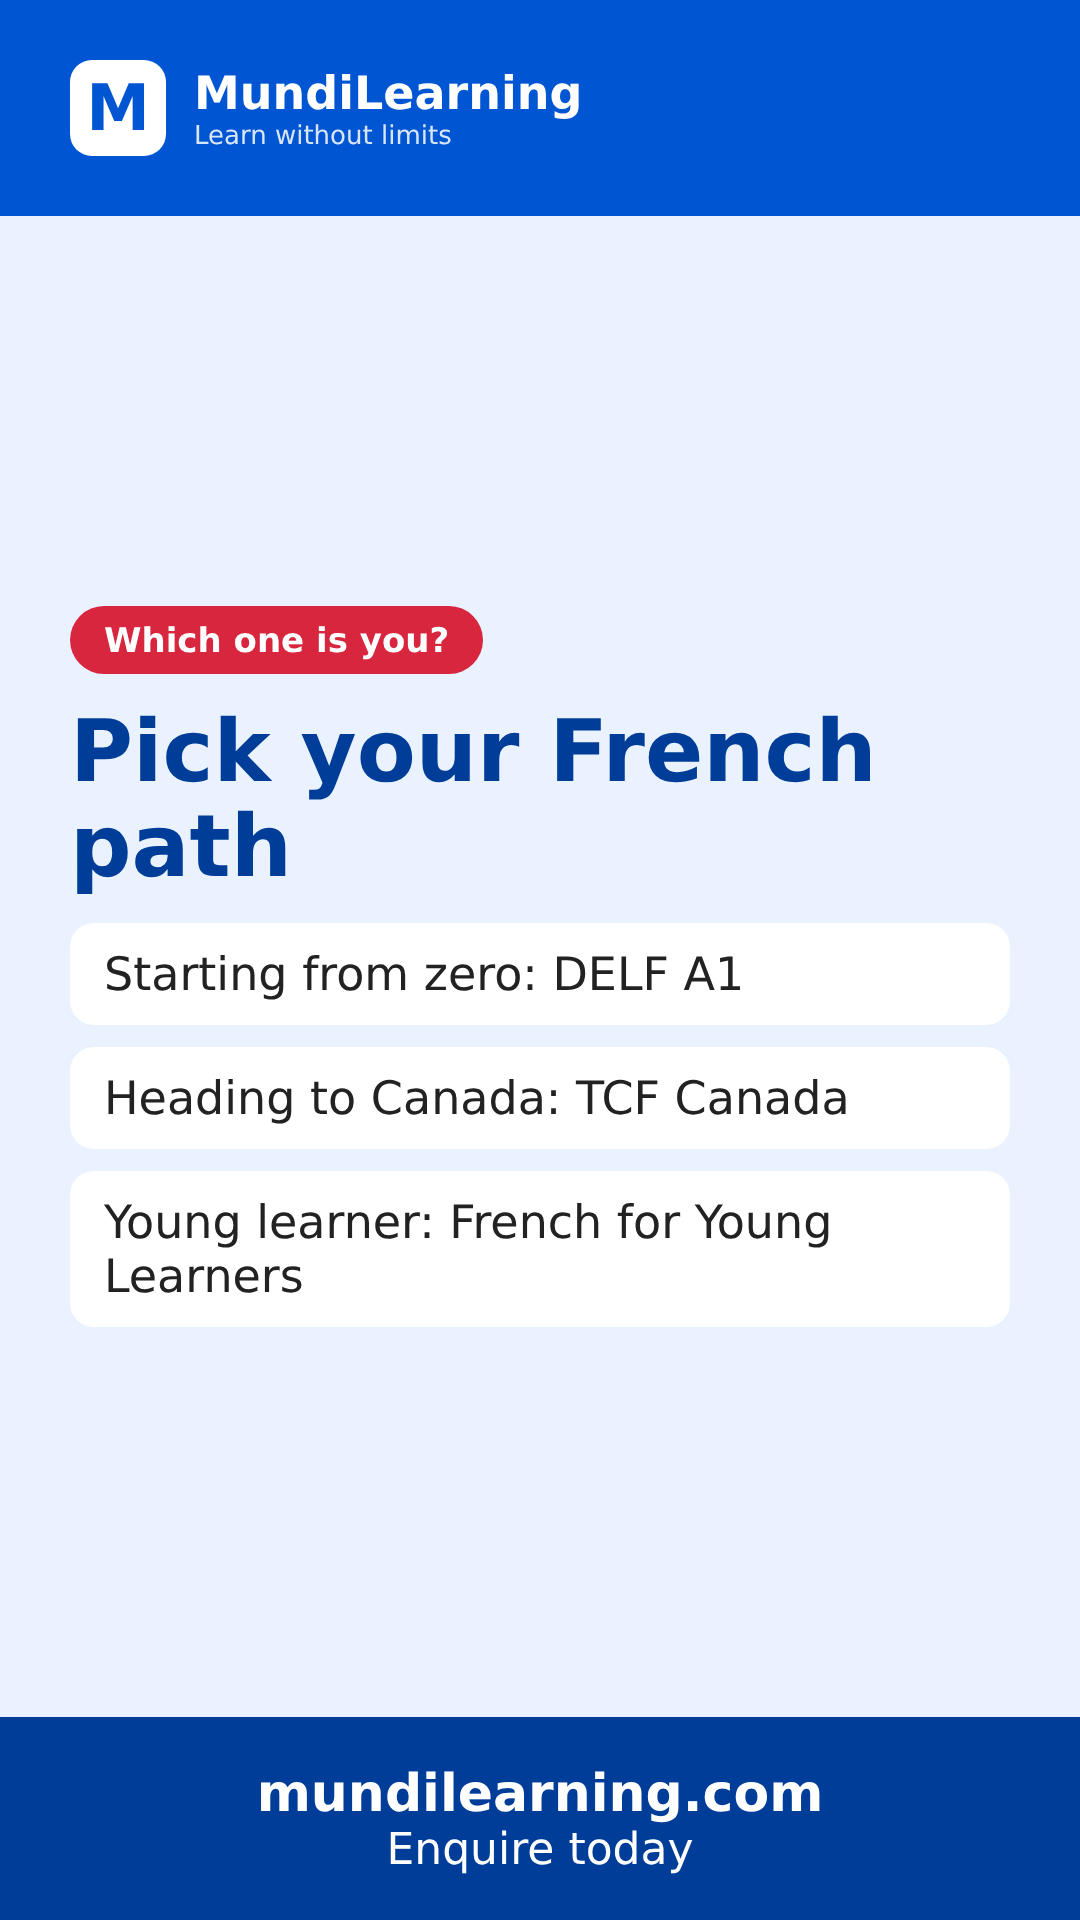 M
MundiLearning
Learn without limits
Which one is you?
Pick your French
path
Starting from zero: DELF A1
Heading to Canada: TCF Canada
Young learner: French for Young
Learners
mundilearning.com
Enquire today